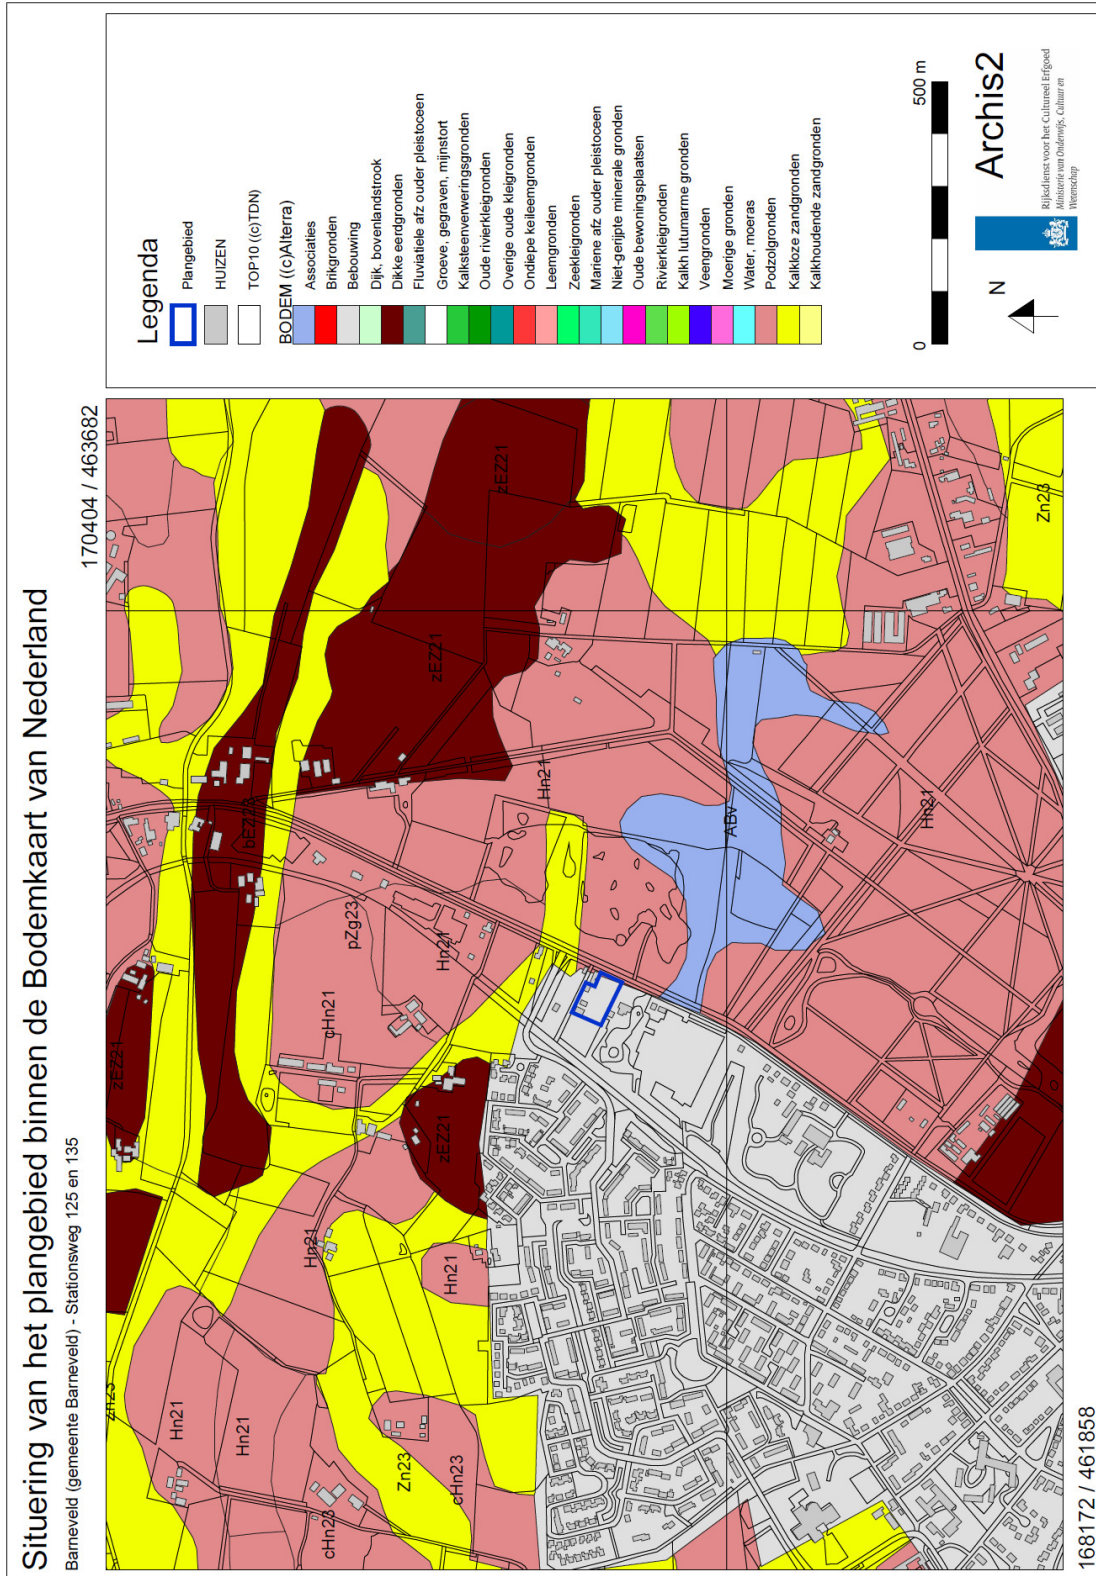 Situering van het plangebied binnen de Bodemkaart van Nederland
Barneveld (gemeente Barneveld) - Stationsweg 125 en 135
170404 / 463682
Zn23
Hn21
Hn21
cHn23
Zn23
cHn23
Hn21
Hn21
zEZ21
zEZ21
cHn21
pZg23
Hn21
bEZ23
Hn21
zEZ21
zEZ21
ABv
Hn21
Zn23
168172 / 461858
Legenda
Plangebied
HUIZEN
TOP10 ((c)TDN)
BODEM ((c)Alterra)
Associaties
Brikgronden
Bebouwing
Dijk, bovenlandstrook
Dikke eerdgronden
Fluviatiele afz ouder pleistoceen
Groeve, gegraven, mijnstort
Kalksteenverweringsgronden
Oude rivierkleigronden
Overige oude kleigronden
Ondiepe keileemgronden
Leemgronden
Zeekleigronden
Mariene afz ouder pleistoceen
Niet-gerijpte minerale gronden
Oude bewoningsplaatsen
Rivierkleigronden
Kalkh lutumarme gronden
Veengronden
Moerige gronden
Water, moeras
Podzolgronden
Kalkloze zandgronden
Kalkhoudende zandgronden
0
500 m
N
Archis2
Rijksdienst voor het Cultureel Erfgoed
Ministerie van Onderwijs, Cultuur en
Wetenschap